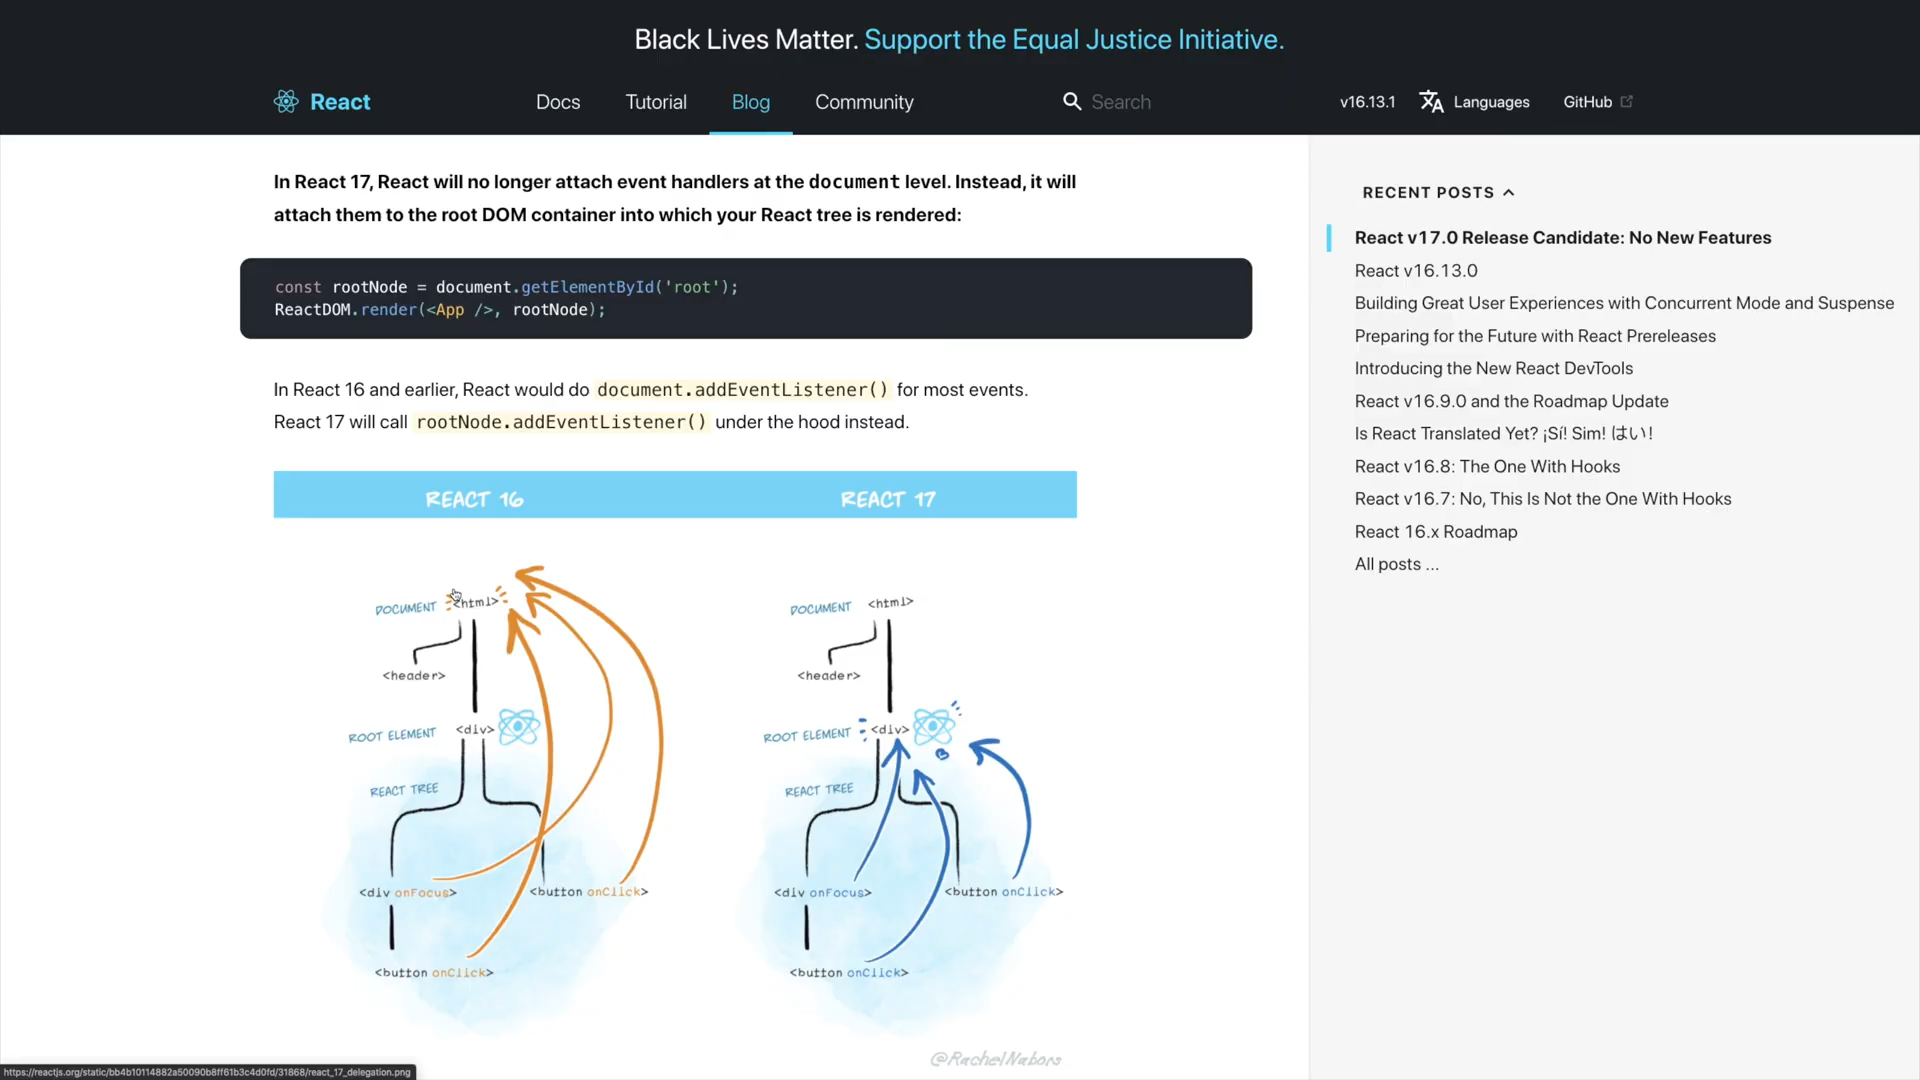 Black Lives Matter. Support the Equal Justice Initiative.
React
Docs
Tutorial
Blog
Community
Search
v16.13.1
Languages
GitHub
In React 17, React will no longer attach event handlers at the document level. Instead, it will
attach them to the root DOM container into which your React tree is rendered:
const rootNode = document.getElementById('root');
ReactDOM.render(<App />, rootNode);
In React 16 and earlier, React would do document.addEventListener() for most events.
React 17 will call rootNode.addEventListener() under the hood instead.
REACT 16
REACT 17
DOCUMENT <html>
<header>
ROOT ELEMENT <div>
REACT TREE
<div onFocus>
<button onClick>
<button onClick>
DOCUMENT <html>
<header>
ROOT ELEMENT <div>
REACT TREE
<div onFocus>
<button onClick>
<button onClick>
@RachelNabors
RECENT POSTS
React v17.0 Release Candidate: No New Features
React v16.13.0
Building Great User Experiences with Concurrent Mode and Suspense
Preparing for the Future with React Prereleases
Introducing the New React DevTools
React v16.9.0 and the Roadmap Update
Is React Translated Yet? ¡Sí! Sim! はい!
React v16.8: The One With Hooks
React v16.7: No, This Is Not the One With Hooks
React 16.x Roadmap
All posts ...
https://reactjs.org/static/bb4b10114882a50090b8ff61b3c4d0fd/31868/react_17_delegation.png